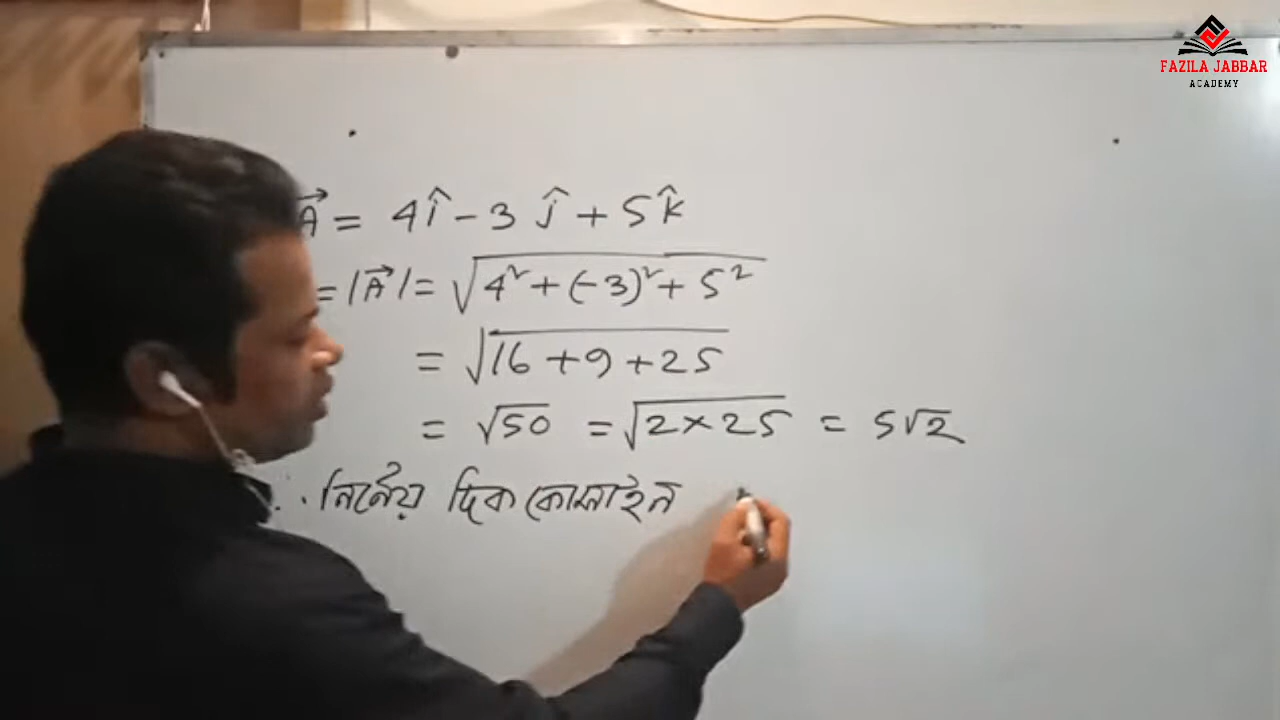 FAZILA JABBAR
ACADEMY
A⃗ = 4î - 3ĵ + 5k̂
= |A⃗| = √(4² + (-3)² + 5²)
= √(16 + 9 + 25)
= √50 = √(2 × 25) = 5√2
∴ নির্নেয় দিক কোসাইন